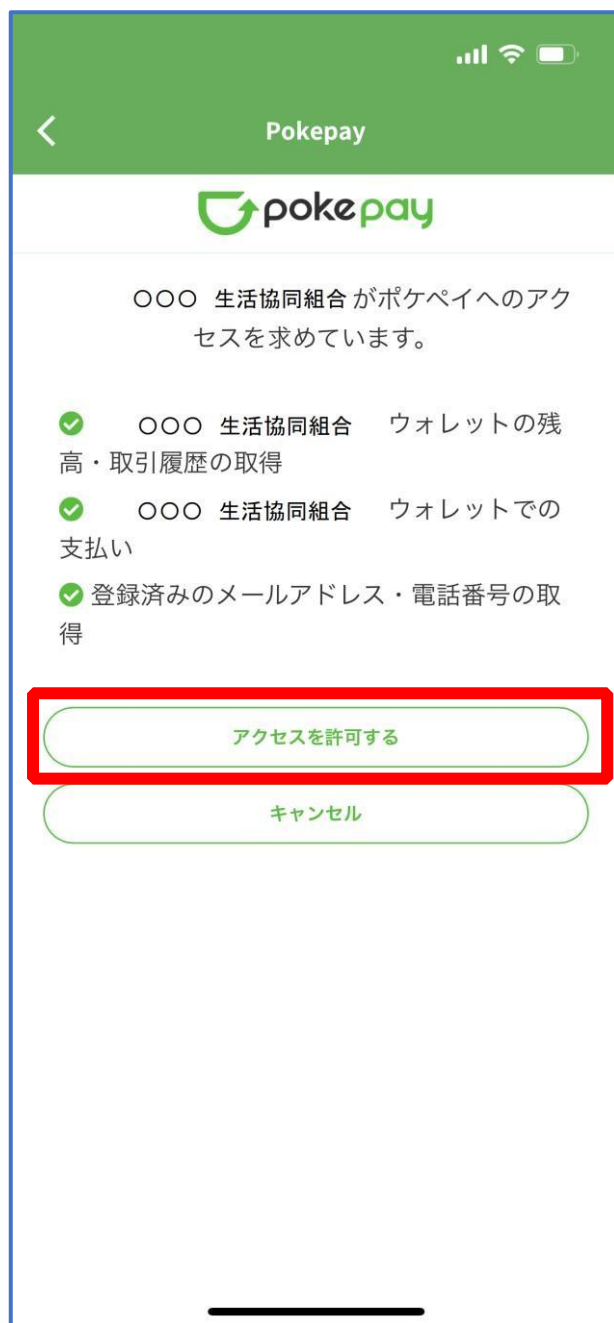 Pokepay
pokepay
○○○ 生活協同組合 がポケペイへのアク
セスを求めています。
○○○ 生活協同組合 ウォレットの残
高・取引履歴の取得
○○○ 生活協同組合 ウォレットでの
支払い
登録済みのメールアドレス・電話番号の取
得
アクセスを許可する
キャンセル